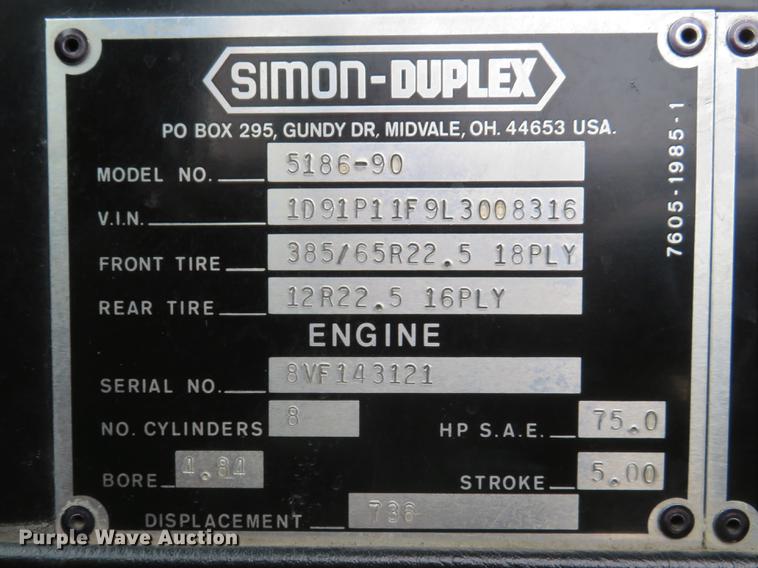 SIMON-DUPLEX
PO BOX 295, GUNDY DR, MIDVALE, OH. 44653 USA.
MODEL NO. 5186-90
V.I.N. 1D91P11F9L3008316
FRONT TIRE 385/65R22.5 18PLY
REAR TIRE 12R22.5 16PLY
ENGINE
SERIAL NO. 8VF143121
NO. CYLINDERS 8 HP S.A.E. 75.0
BORE 4.84 STROKE 5.00
DISPLACEMENT 736
7605-1985-1
Purple Wave Auction